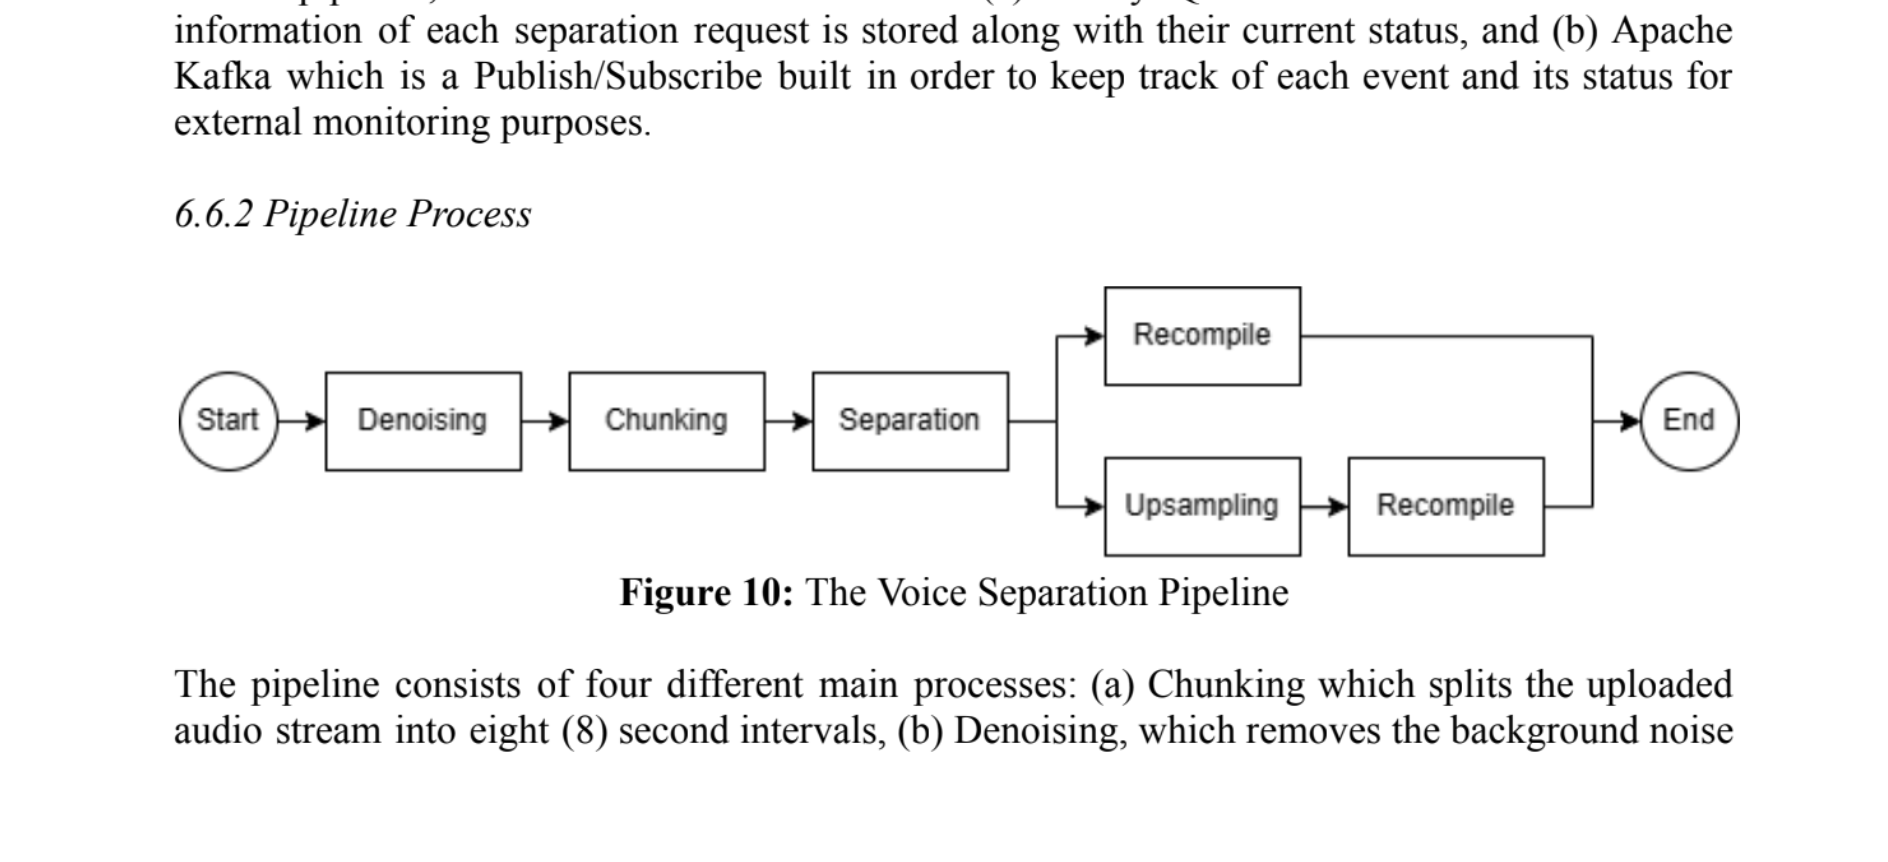 information of each separation request is stored along with their current status, and (b) Apache
Kafka which is a Publish/Subscribe built in order to keep track of each event and its status for
external monitoring purposes.
6.6.2 Pipeline Process
Start
Denoising
Chunking
Separation
Recompile
Upsampling
Recompile
End
Figure 10: The Voice Separation Pipeline
The pipeline consists of four different main processes: (a) Chunking which splits the uploaded
audio stream into eight (8) second intervals, (b) Denoising, which removes the background noise